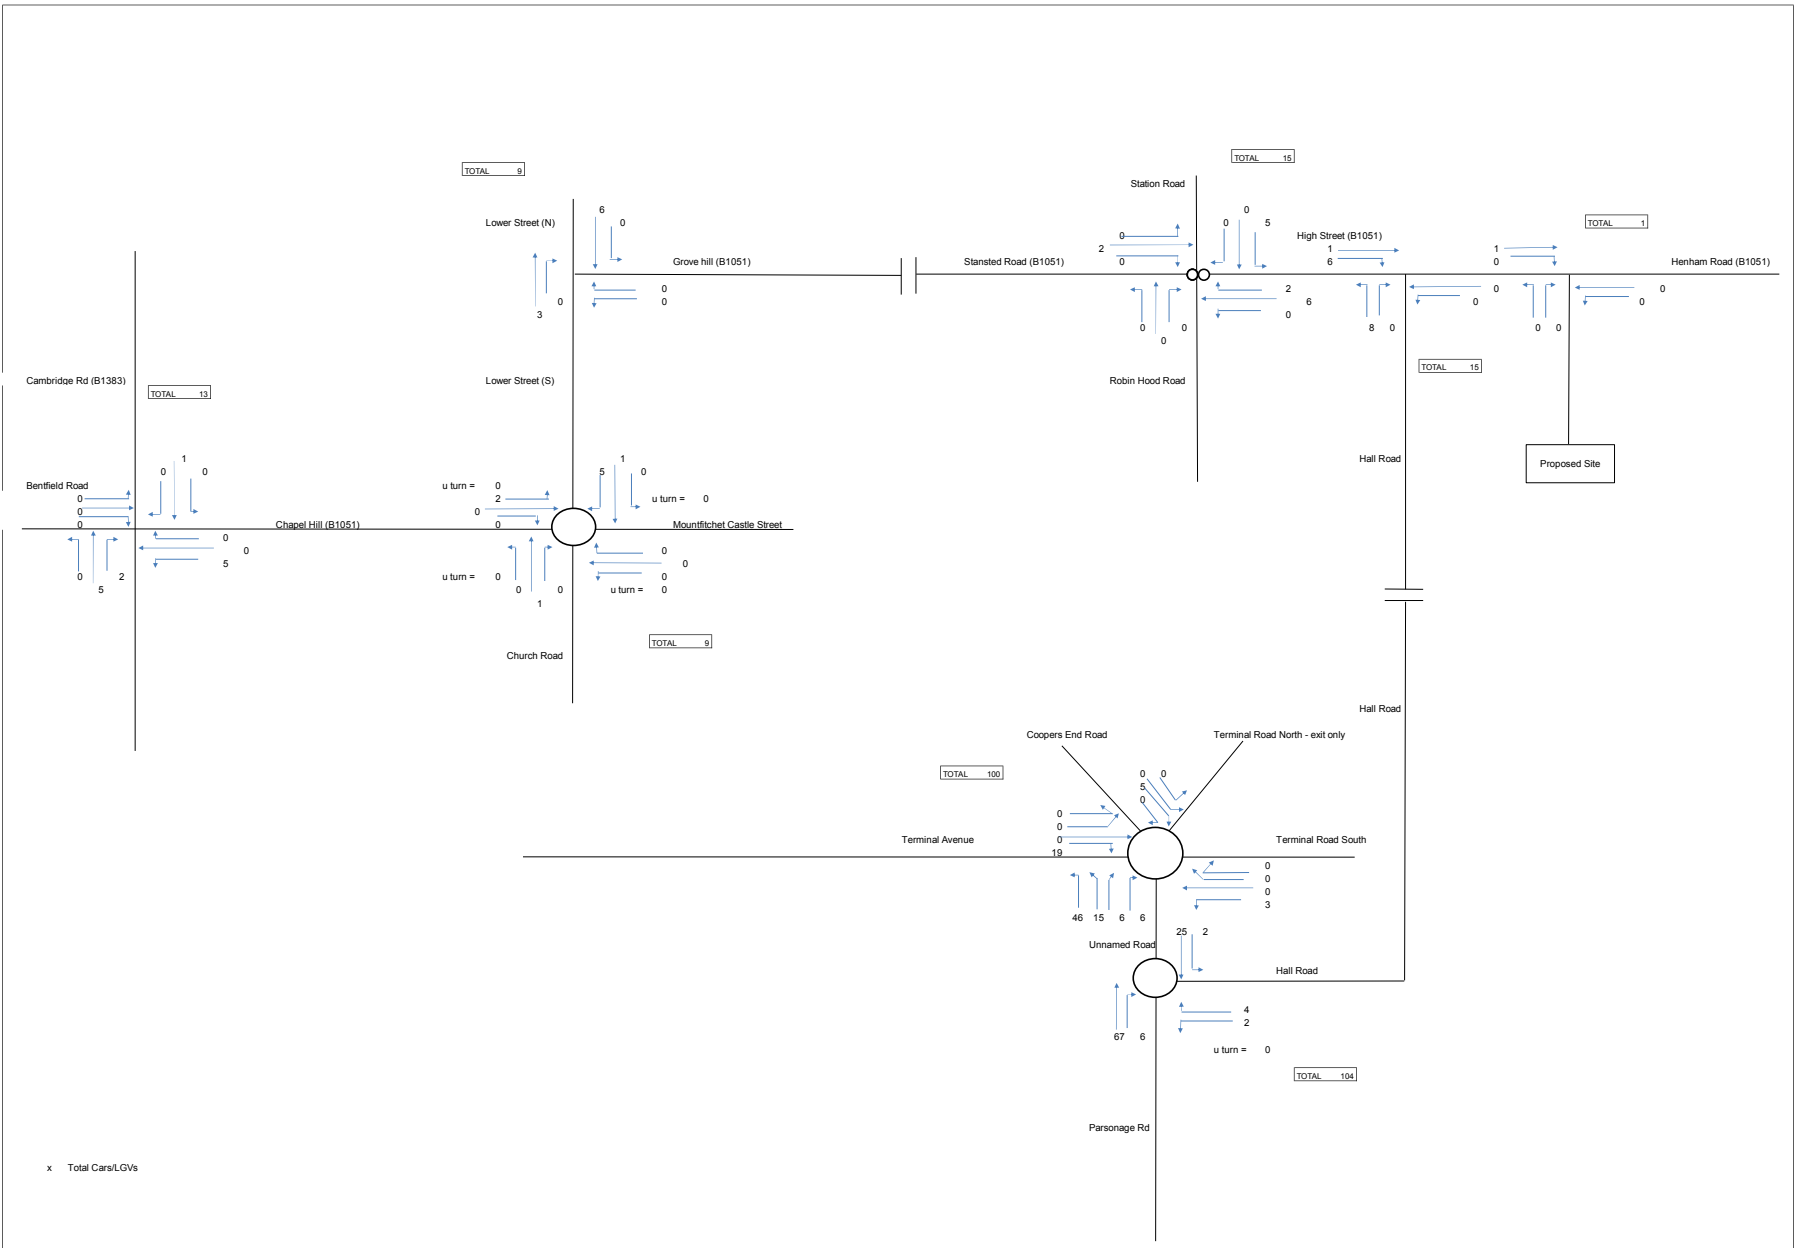 TOTAL 15
TOTAL 9
Station Road
Lower Street (N)
6
0
0
0
5
TOTAL 1
High Street (B1051)
0
2
0
1
6
1
0
Grove hill (B1051)
Stansted Road (B1051)
Henham Road (B1051)
0
0
0
3
2
6
0
0
0
0
0
0
8 0
0 0
0
0
TOTAL 15
Cambridge Rd (B1383)
TOTAL 13
Lower Street (S)
Robin Hood Road
Hall Road
Proposed Site
1
0
0
Bentfield Road
0
0
0
Chapel Hill (B1051)
0
0
5
0
2
5
1
5
0
u turn = 0
2
0
0
u turn = 0
Mountfitchet Castle Street
0
0
0
u turn = 0
u turn = 0
0
0
1
TOTAL 9
Church Road
Hall Road
Coopers End Road
Terminal Road North - exit only
TOTAL 100
0 0
5
0
0
0
0
19
Terminal Avenue
Terminal Road South
0
0
0
3
46 15 6 6
25 2
Unnamed Road
Hall Road
4
2
67 6
u turn = 0
TOTAL 104
Parsonage Rd
x Total Cars/LGVs